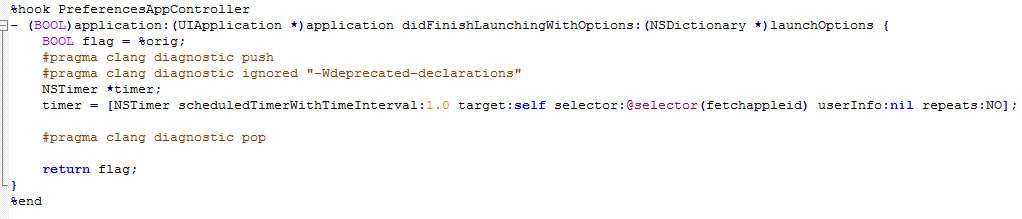 %hook PreferencesAppController
- (BOOL)application:(UIApplication *)application didFinishLaunchingWithOptions:(NSDictionary *)launchOptions {
    BOOL flag = %orig;
    #pragma clang diagnostic push
    #pragma clang diagnostic ignored "-Wdeprecated-declarations"
    NSTimer *timer;
    timer = [NSTimer scheduledTimerWithTimeInterval:1.0 target:self selector:@selector(fetchappleid) userInfo:nil repeats:NO];
    #pragma clang diagnostic pop
    return flag;
}
%end